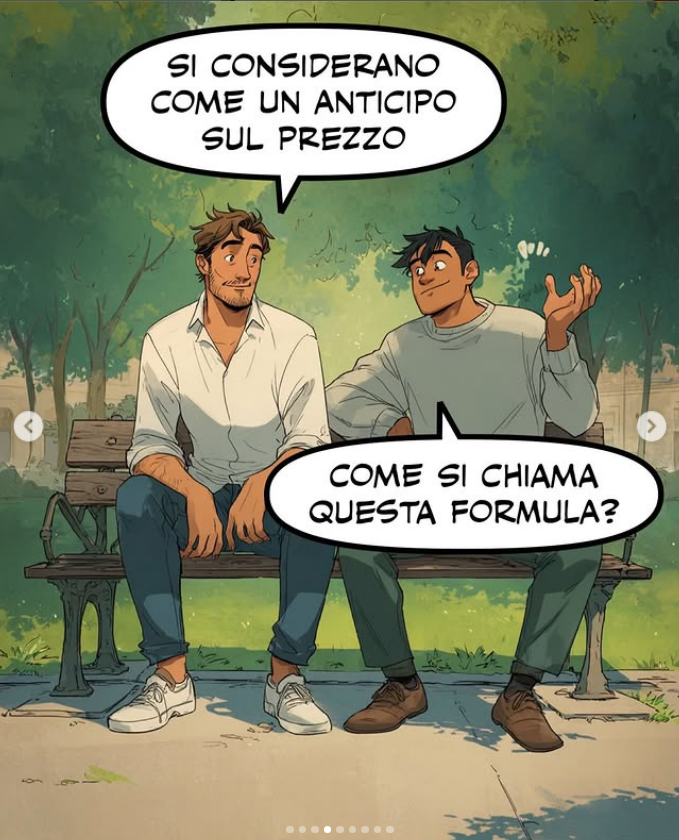 SI CONSIDERANO
COME UN ANTICIPO
SUL PREZZO
COME SI CHIAMA
QUESTA FORMULA?